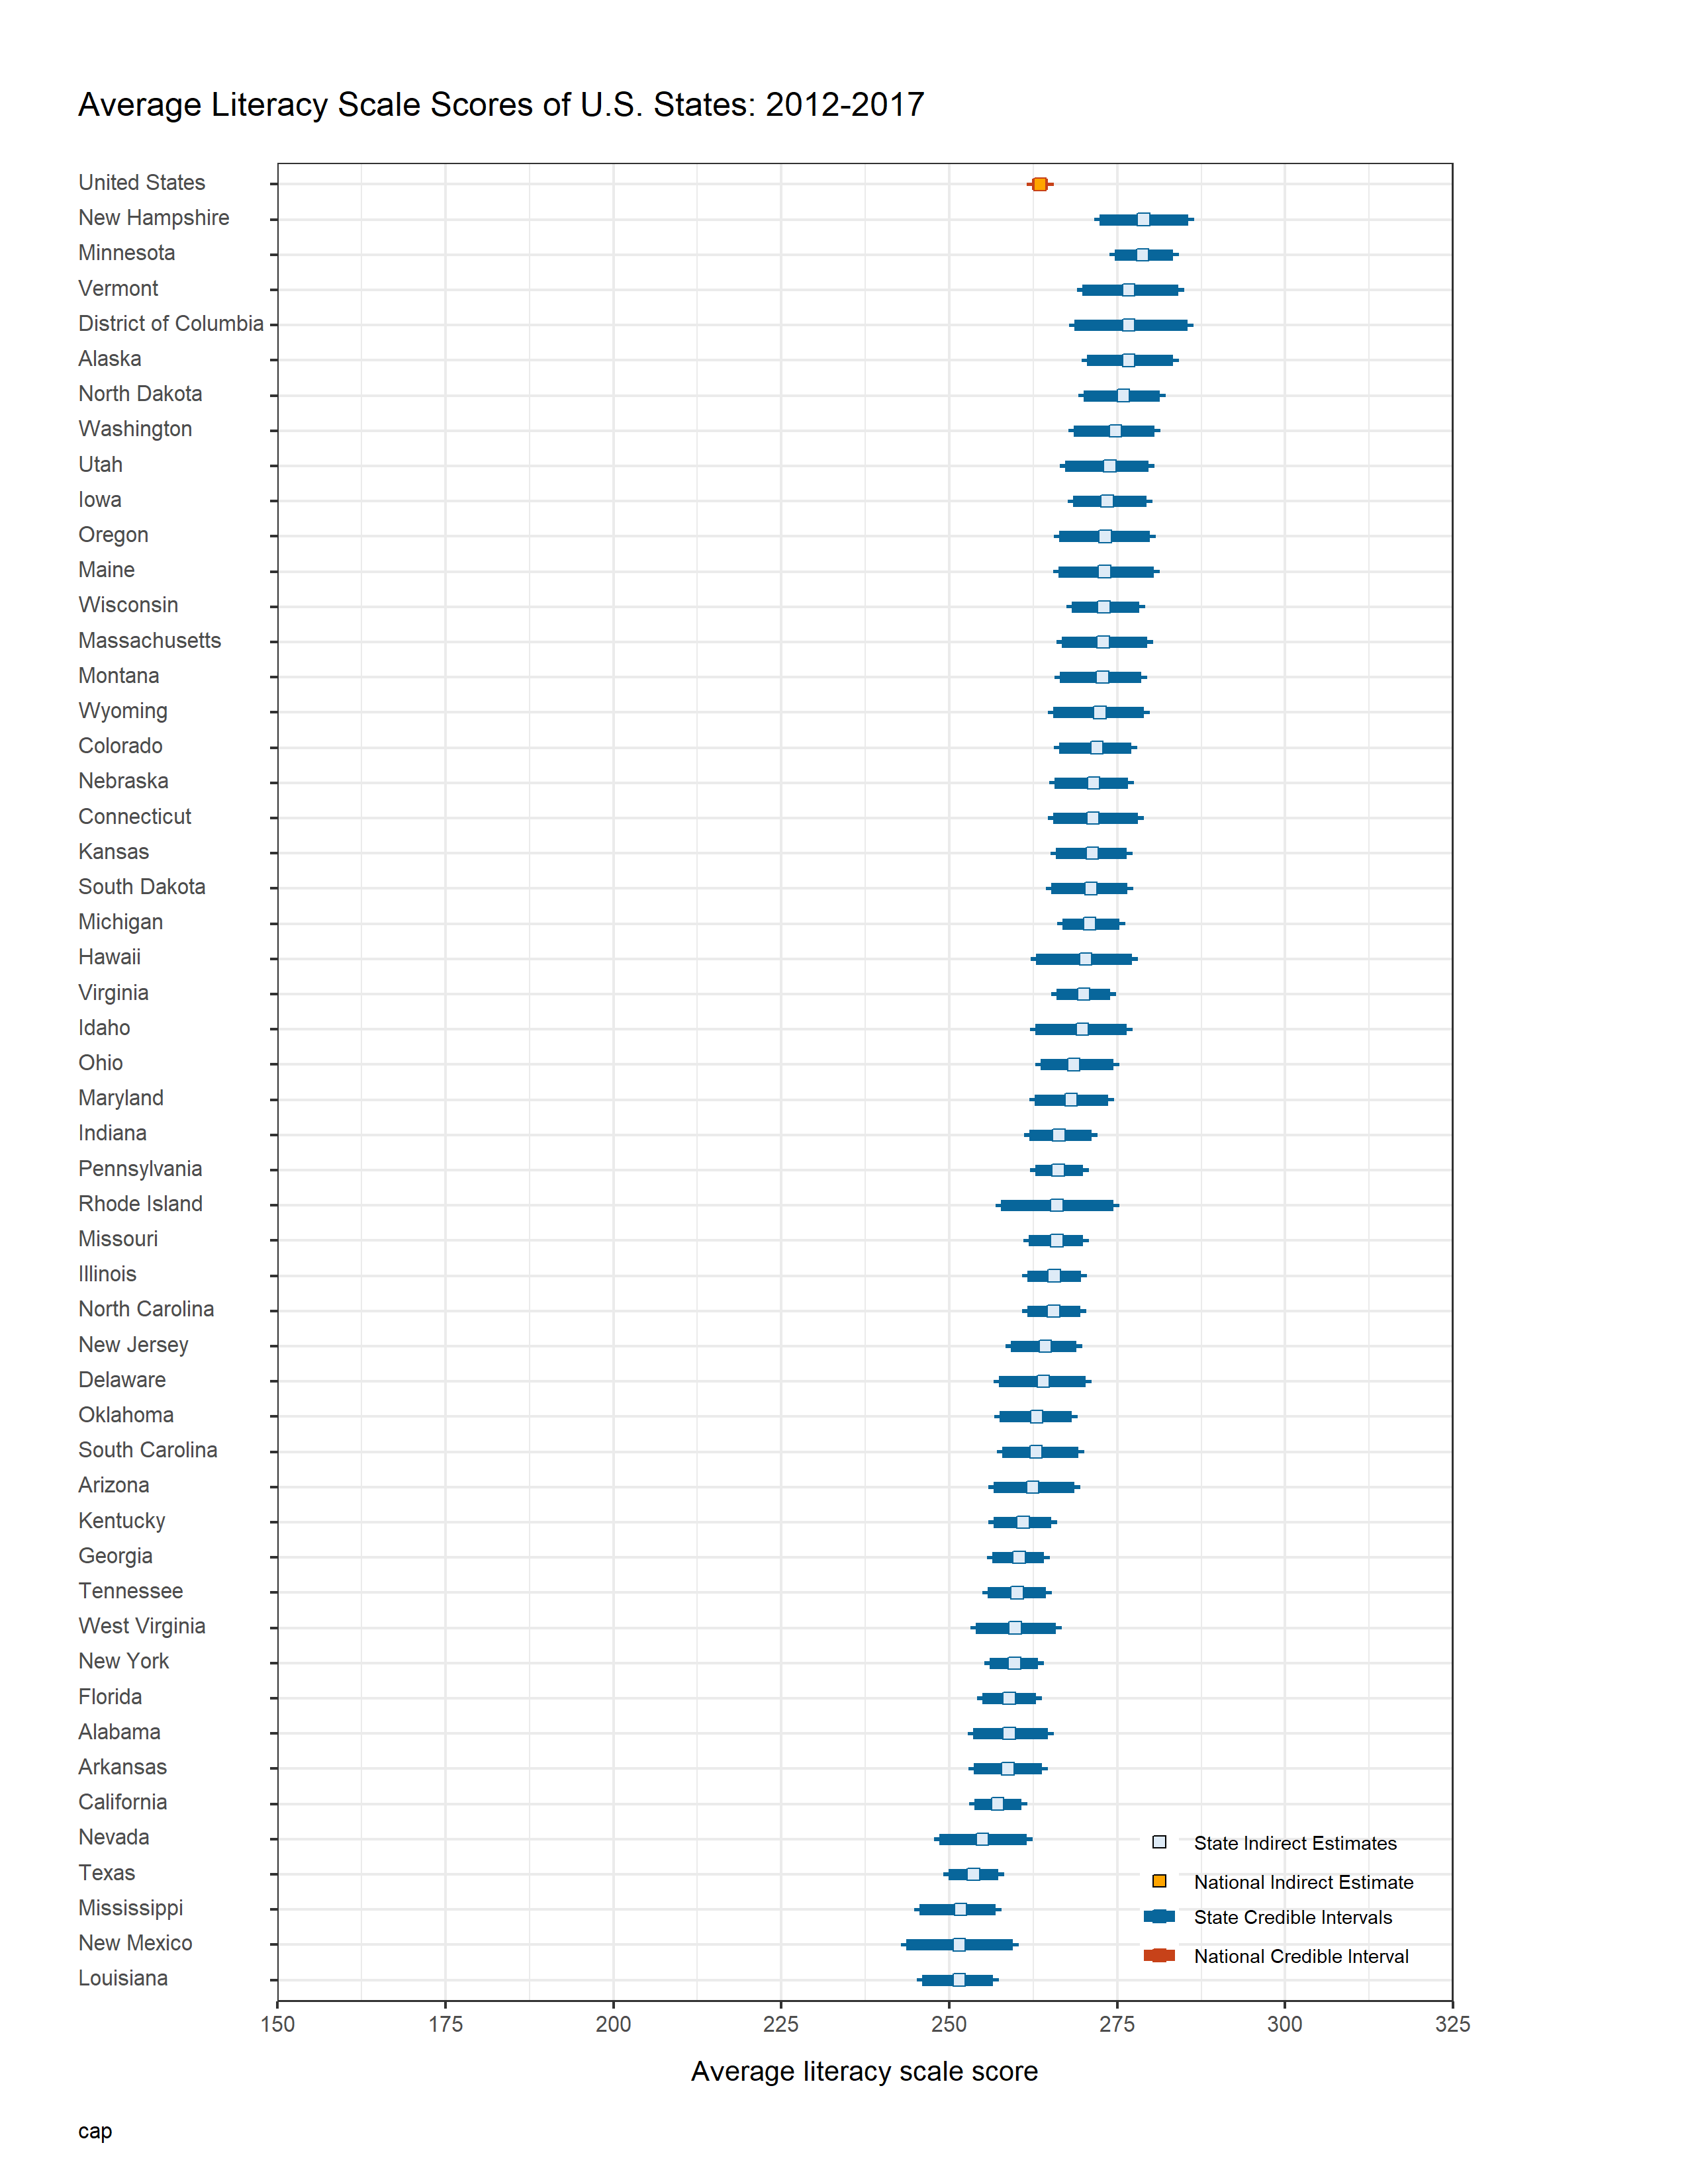 Average Literacy Scale Scores of U.S. States: 2012-2017
United States
New Hampshire
Minnesota
Vermont
District of Columbia
Alaska
North Dakota
Washington
Utah
Iowa
Oregon
Maine
Wisconsin
Massachusetts
Montana
Wyoming
Colorado
Nebraska
Connecticut
Kansas
South Dakota
Michigan
Hawaii
Virginia
Idaho
Ohio
Maryland
Indiana
Pennsylvania
Rhode Island
Missouri
Illinois
North Carolina
New Jersey
Delaware
Oklahoma
South Carolina
Arizona
Kentucky
Georgia
Tennessee
West Virginia
New York
Florida
Alabama
Arkansas
California
Nevada
Texas
Mississippi
New Mexico
Louisiana
State Indirect Estimates
National Indirect Estimate
State Credible Intervals
National Credible Interval
150 175 200 225 250 275 300 325
Average literacy scale score
cap